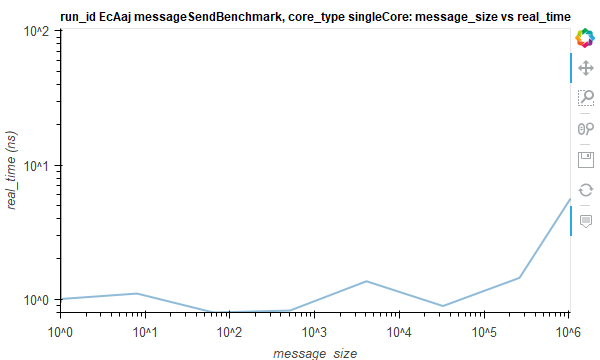 run_id EcAaj messageSendBenchmark, core_type singleCore: message_size vs real_time
10^2
10^1
10^0
real_time (ns)
10^0 10^1 10^2 10^3 10^4 10^5 10^6
message_size